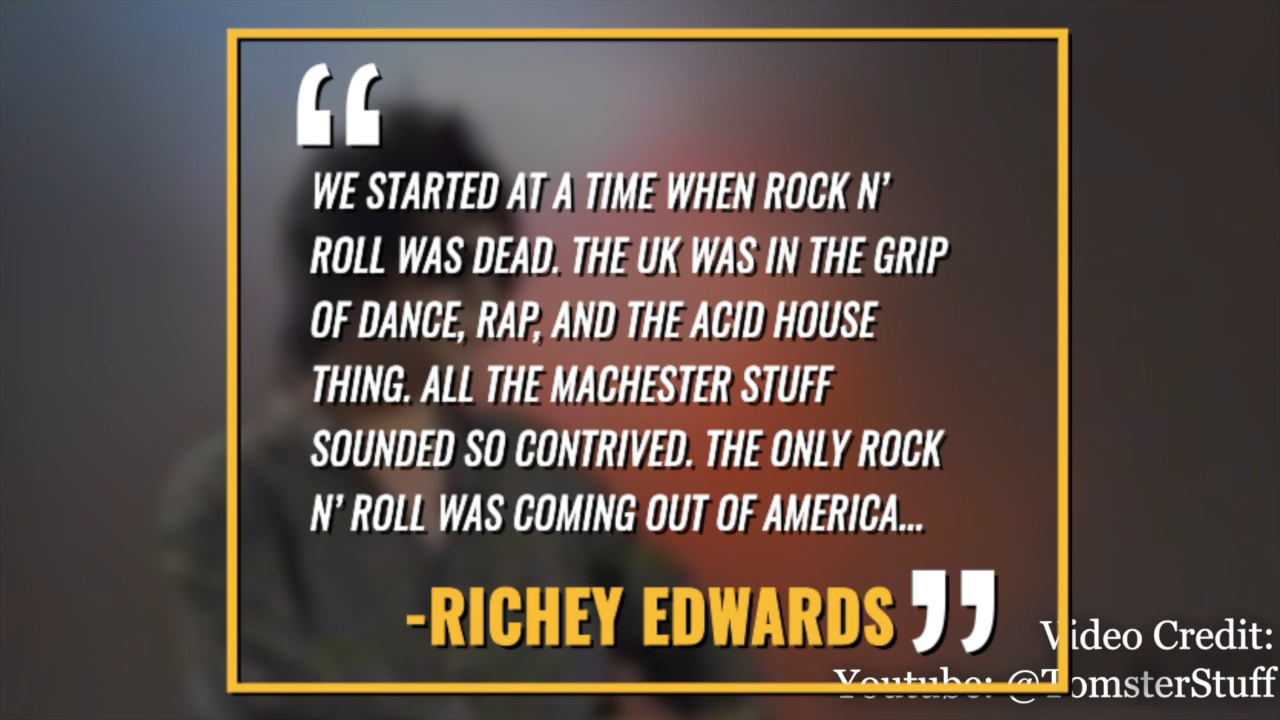 “
WE STARTED AT A TIME WHEN ROCK N’
ROLL WAS DEAD. THE UK WAS IN THE GRIP
OF DANCE, RAP, AND THE ACID HOUSE
THING. ALL THE MACHESTER STUFF
SOUNDED SO CONTRIVED. THE ONLY ROCK
N’ ROLL WAS COMING OUT OF AMERICA...
-RICHEY EDWARDS ”
Video Credit:
Youtube: @TomsterStuff